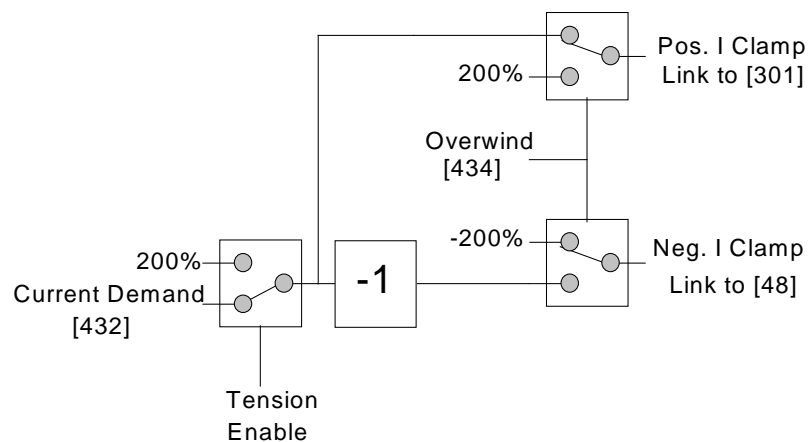 Pos. I Clamp
Link to [301]
200%
Overwind
[434]
-200%
Neg. I Clamp
Link to [48]
200%
-1
Current Demand
[432]
Tension
Enable